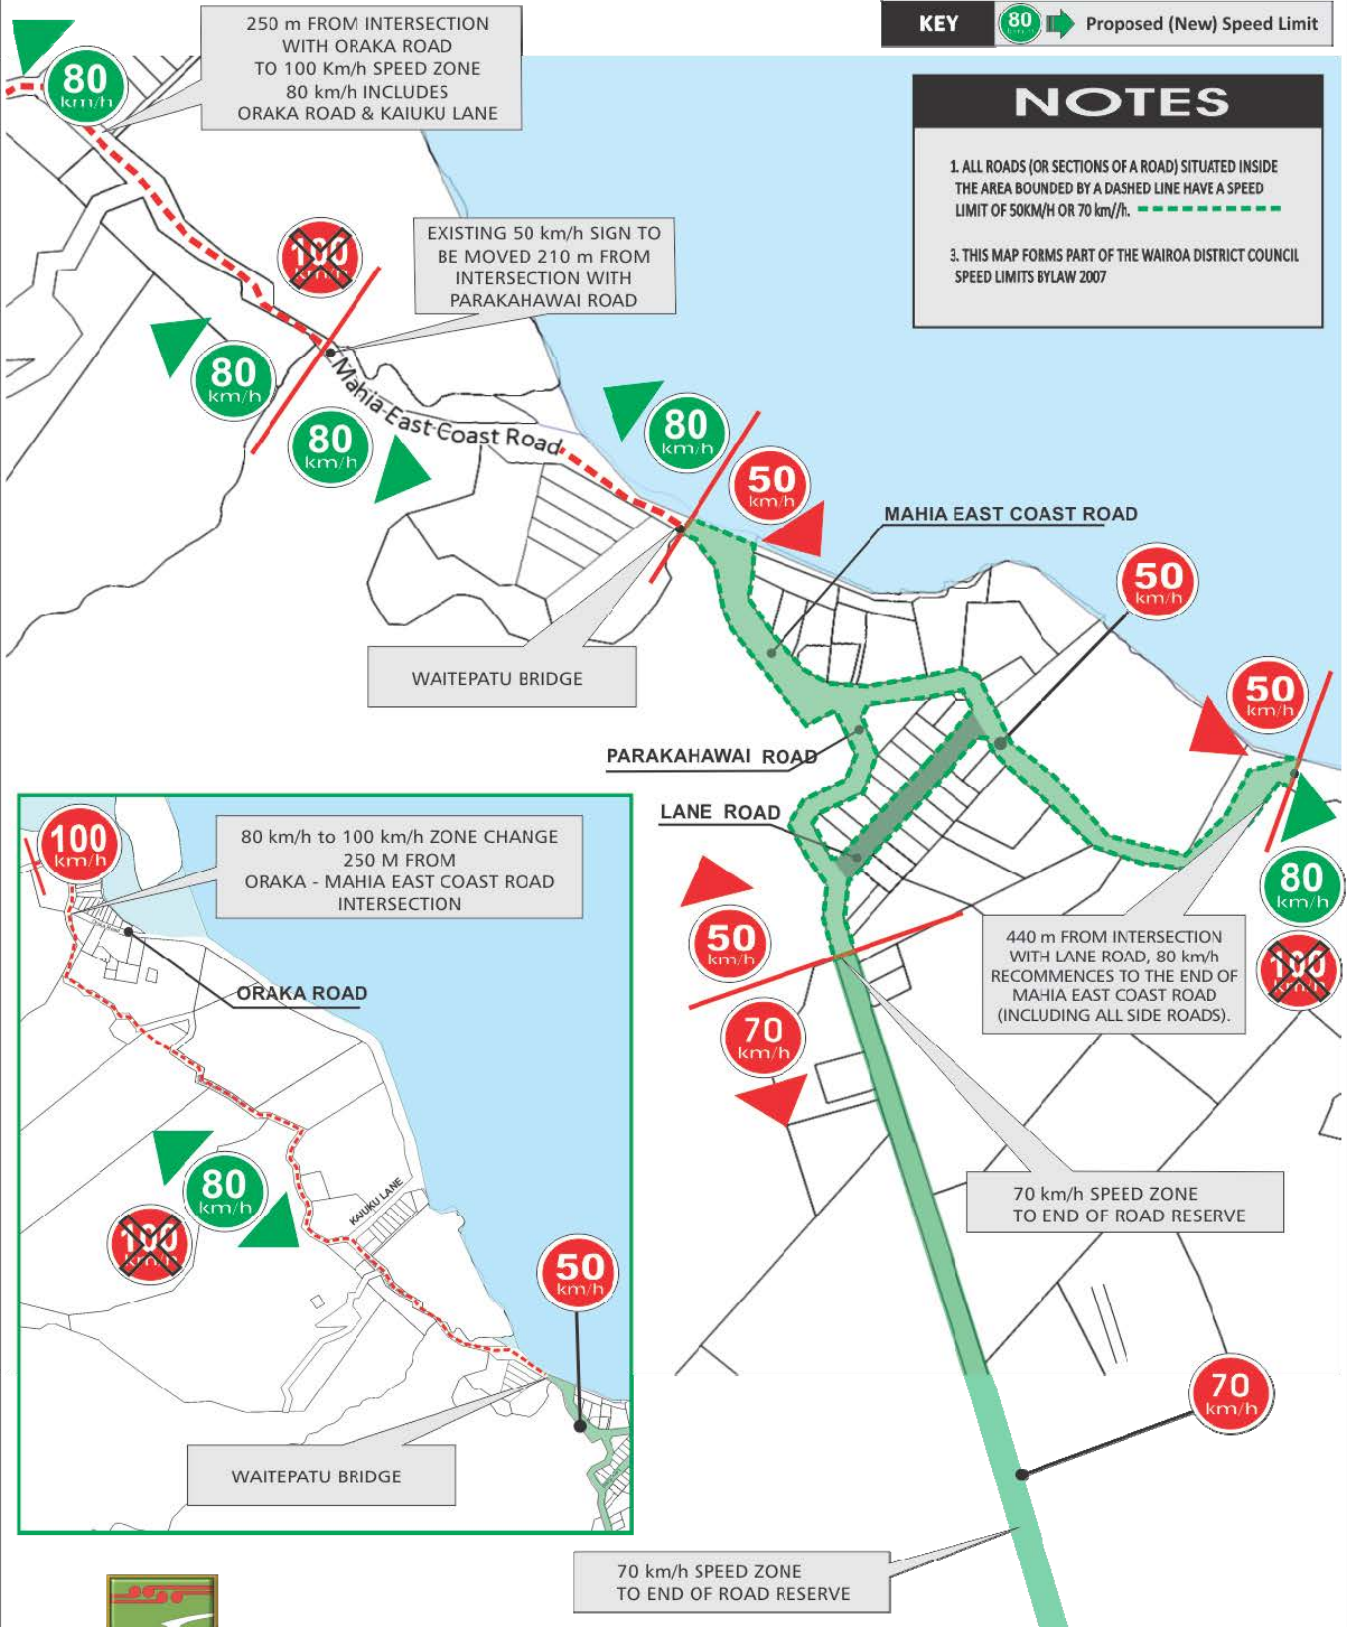 250 m FROM INTERSECTION
WITH ORAKA ROAD
TO 100 Km/h SPEED ZONE
80 km/h INCLUDES
ORAKA ROAD & KAIUKU LANE
KEY
80
km/h
Proposed (New) Speed Limit
80
km/h
NOTES
1. ALL ROADS (OR SECTIONS OF A ROAD) SITUATED INSIDE
THE AREA BOUNDED BY A DASHED LINE HAVE A SPEED
LIMIT OF 50KM/H OR 70 km//h.
3. THIS MAP FORMS PART OF THE WAIROA DISTRICT COUNCIL
SPEED LIMITS BYLAW 2007
100
km/h
EXISTING 50 km/h SIGN TO
BE MOVED 210 m FROM
INTERSECTION WITH
PARAKAHAWAI ROAD
80
km/h
Mahia East Coast Road
80
km/h
80
km/h
50
km/h
MAHIA EAST COAST ROAD
50
km/h
WAITEPATU BRIDGE
50
km/h
PARAKAHAWAI ROAD
LANE ROAD
80
km/h
50
km/h
440 m FROM INTERSECTION
WITH LANE ROAD, 80 km/h
RECOMMENCES TO THE END OF
MAHIA EAST COAST ROAD
(INCLUDING ALL SIDE ROADS).
100
km/h
70
km/h
70 km/h SPEED ZONE
TO END OF ROAD RESERVE
70
km/h
70 km/h SPEED ZONE
TO END OF ROAD RESERVE
100
km/h
80 km/h to 100 km/h ZONE CHANGE
250 M FROM
ORAKA - MAHIA EAST COAST ROAD
INTERSECTION
ORAKA ROAD
80
km/h
KAIUKU LANE
100
km/h
50
km/h
WAITEPATU BRIDGE